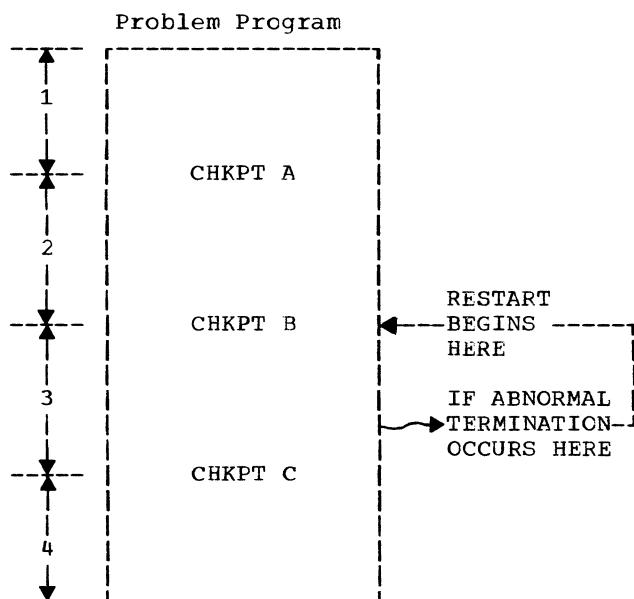 Problem Program
1
CHKPT A
2
CHKPT B
RESTART
BEGINS
HERE
3
IF ABNORMAL
TERMINATION
OCCURS HERE
CHKPT C
4